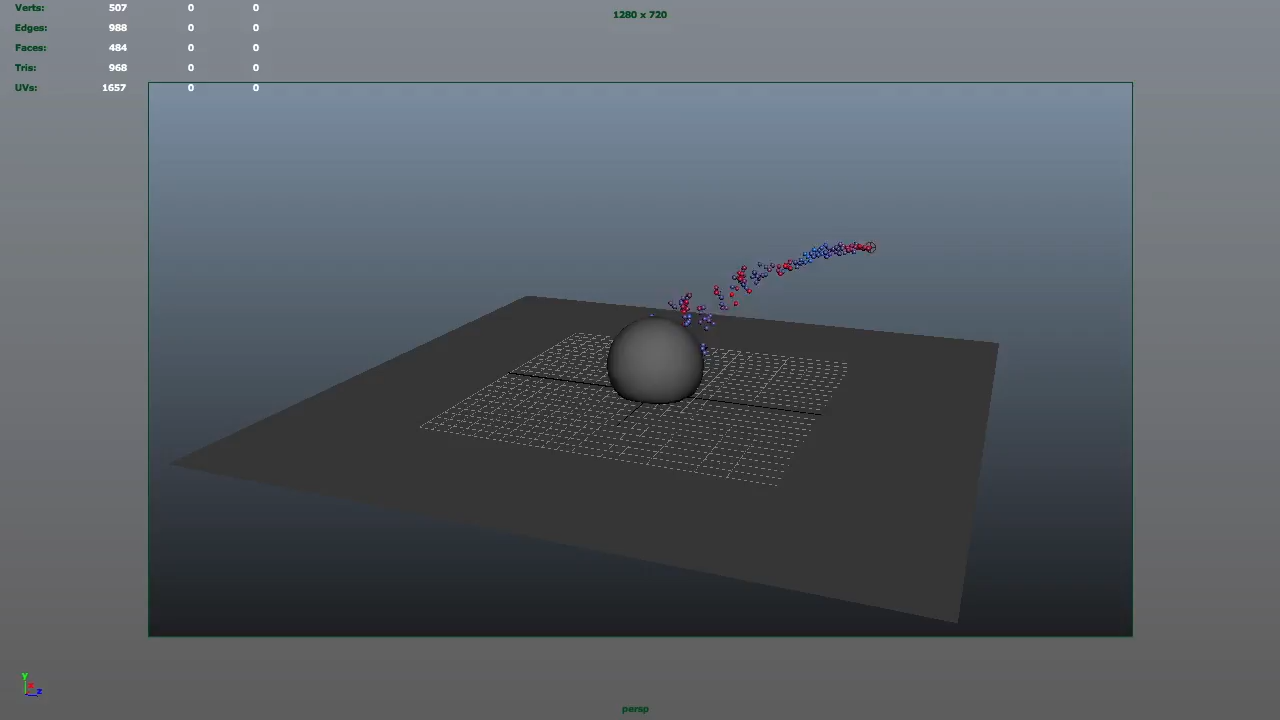 Verts: 507 0 0
1280 x 720
Edges: 988 0 0
Faces: 484 0 0
Tris: 968 0 0
UVs: 1657 0 0
Y
x
z
persp